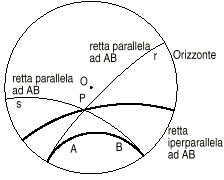 retta parallela
ad AB
r
Orizzonte
retta parallela
ad AB
O
s
P
A
B
retta
iperparallela
ad AB